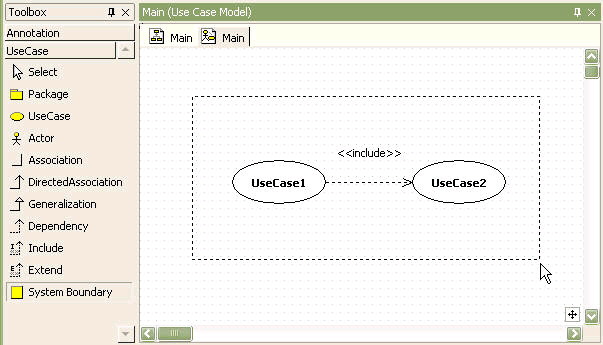 Toolbox
Annotation
UseCase
Select
Package
UseCase
Actor
Association
DirectedAssociation
Generalization
Dependency
Include
Extend
System Boundary
Main (Use Case Model)
Main Main
<<include>>
UseCase1 UseCase2